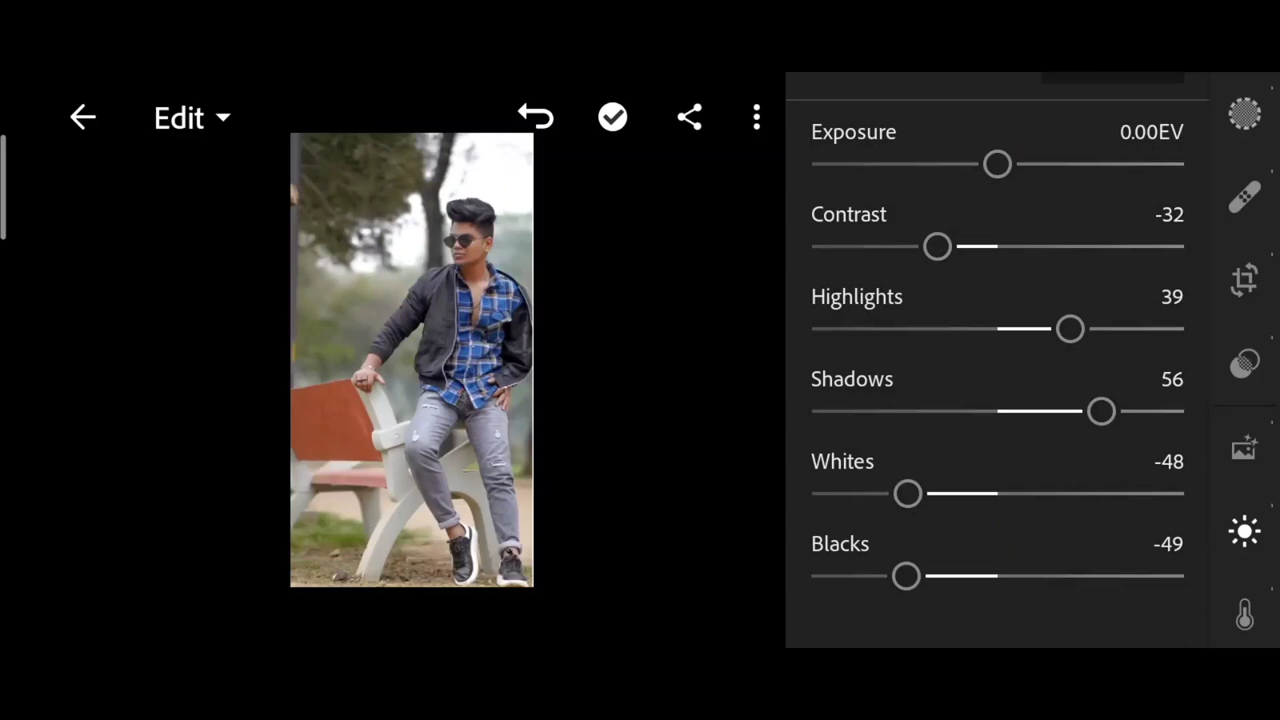 Edit
Exposure 0.00EV
Contrast -32
Highlights 39
Shadows 56
Whites -48
Blacks -49